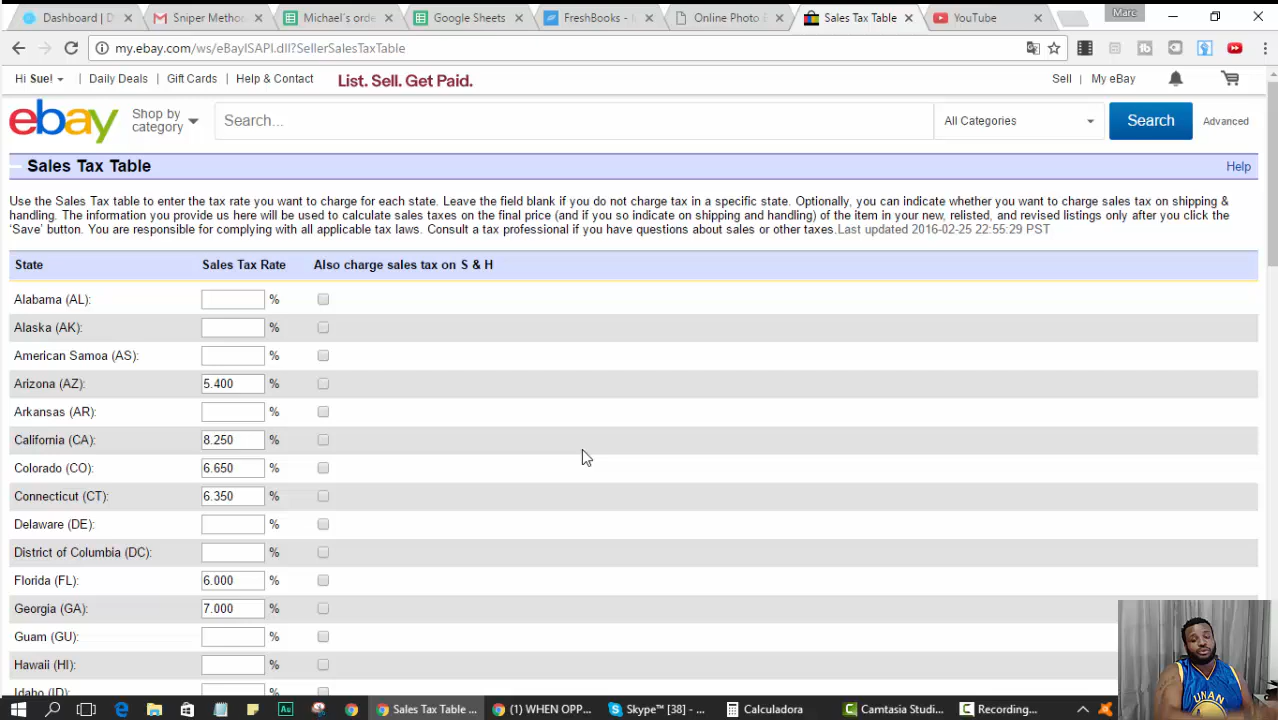 Dashboard | D
Sniper Metho
Michael's orde
Google Sheets
FreshBooks - I
Online Photo E
Sales Tax Table
YouTube
Marc
my.ebay.com/ws/eBayISAPI.dll?SellerSalesTaxTable
Hi Sue!
Daily Deals
Gift Cards
Help & Contact
List. Sell. Get Paid.
Sell
My eBay
ebay
Shop by category
Search...
All Categories
Search
Advanced
Sales Tax Table
Help
Use the Sales Tax table to enter the tax rate you want to charge for each state. Leave the field blank if you do not charge tax in a specific state. Optionally, you can indicate whether you want to charge sales tax on shipping &
handling. The information you provide us here will be used to calculate sales taxes on the final price (and if you so indicate on shipping and handling) of the item in your new, relisted, and revised listings only after you click the
'Save' button. You are responsible for complying with all applicable tax laws. Consult a tax professional if you have questions about sales or other taxes.Last updated 2016-02-25 22:55:29 PST
State Sales Tax Rate Also charge sales tax on S & H
Alabama (AL): %
Alaska (AK): %
American Samoa (AS): %
Arizona (AZ): 5.400 %
Arkansas (AR): %
California (CA): 8.250 %
Colorado (CO): 6.650 %
Connecticut (CT): 6.350 %
Delaware (DE): %
District of Columbia (DC): %
Florida (FL): 6.000 %
Georgia (GA): 7.000 %
Guam (GU): %
Hawaii (HI): %
Idaho (ID): %
Sales Tax Table ...
(1) WHEN OPP...
Skype™ [38] - ...
Calculadora
Camtasia Studi...
Recording...